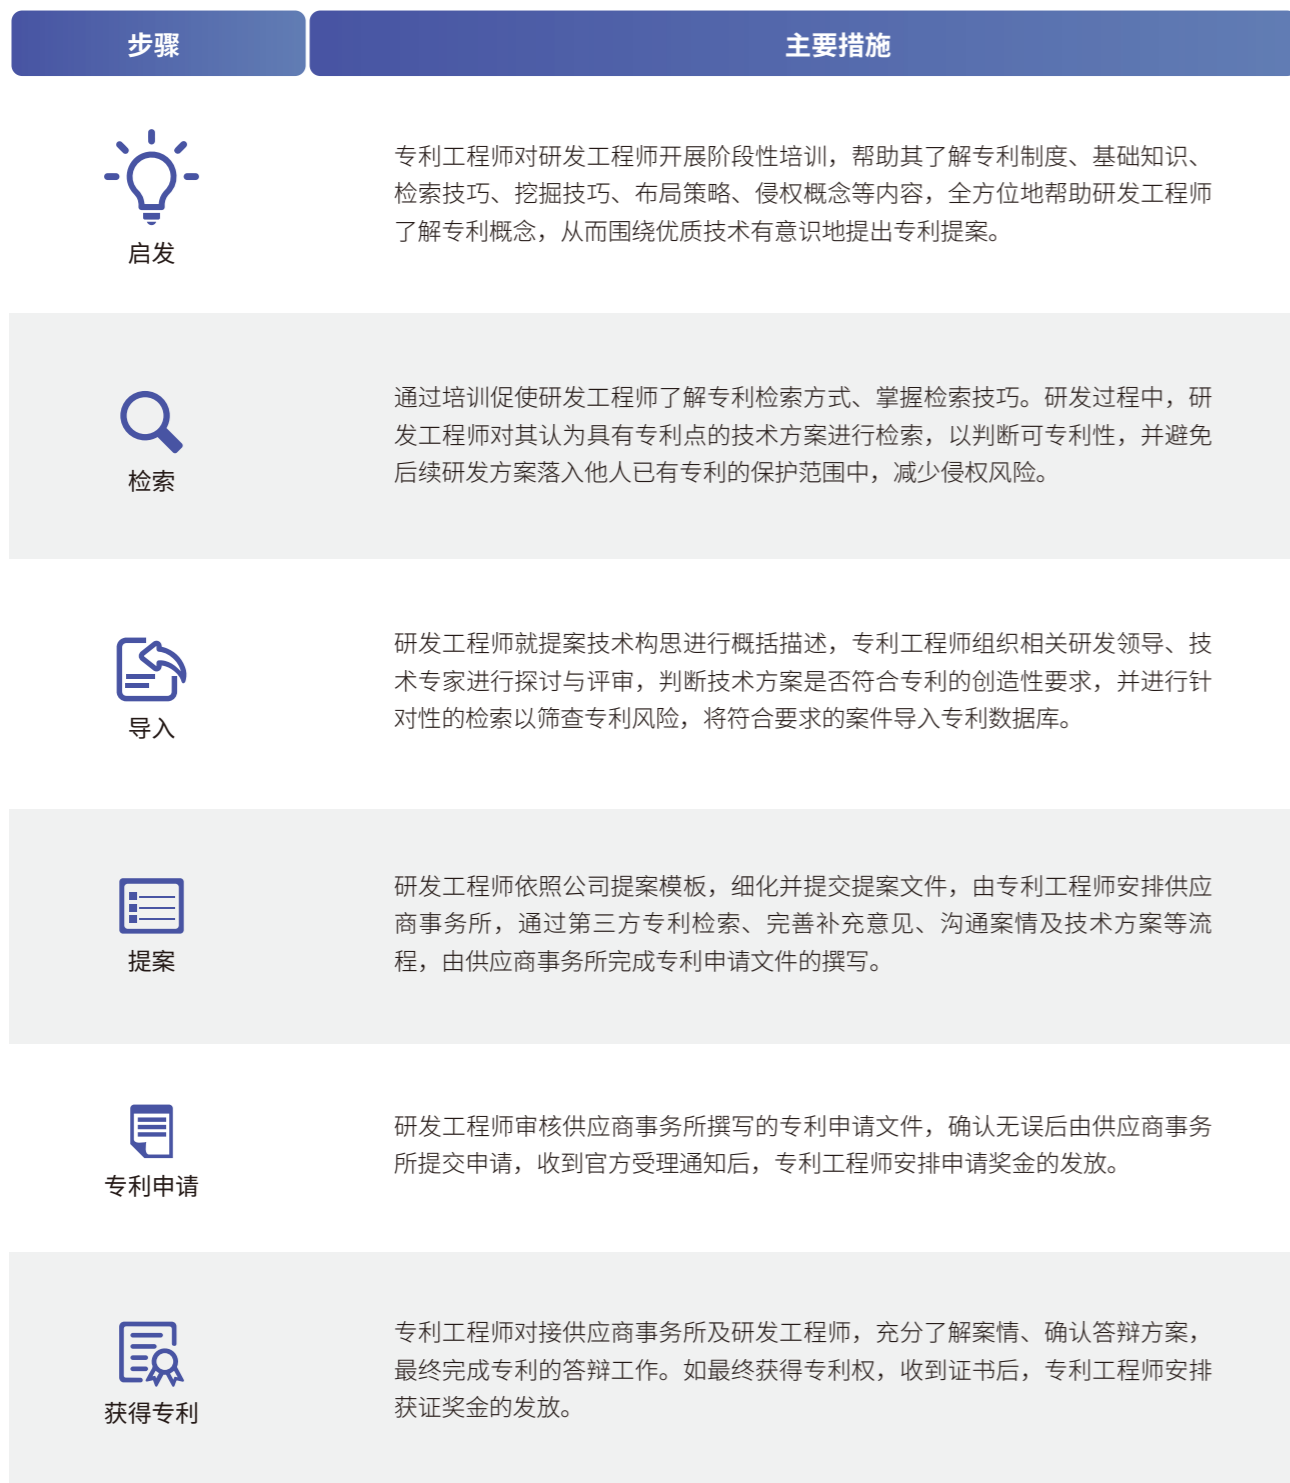 步骤
主要措施
启发
专利工程师对研发工程师开展阶段性培训，帮助其了解专利制度、基础知识、
检索技巧、挖掘技巧、布局策略、侵权概念等内容，全方位地帮助研发工程师
了解专利概念，从而围绕优质技术有意识地提出专利提案。
检索
通过培训促使研发工程师了解专利检索方式、掌握检索技巧。研发过程中，研
发工程师对其认为具有专利点的技术方案进行检索，以判断可专利性，并避免
后续研发方案落入他人已有专利的保护范围中，减少侵权风险。
导入
研发工程师就提案技术构思进行概括描述，专利工程师组织相关研发领导、技
术专家进行探讨与评审，判断技术方案是否符合专利的创造性要求，并进行针
对性的检索以筛查专利风险，将符合要求的案件导入专利数据库。
提案
研发工程师依照公司提案模板，细化并提交提案文件，由专利工程师安排供应
商事务所，通过第三方专利检索、完善补充意见、沟通案情及技术方案等流
程，由供应商事务所完成专利申请文件的撰写。
专利申请
研发工程师审核供应商事务所撰写的专利申请文件，确认无误后由供应商事务
所提交申请，收到官方受理通知后，专利工程师安排申请奖金的发放。
获得专利
专利工程师对接供应商事务所及研发工程师，充分了解案情、确认答辩方案，
最终完成专利的答辩工作。如最终获得专利权，收到证书后，专利工程师安排
获证奖金的发放。